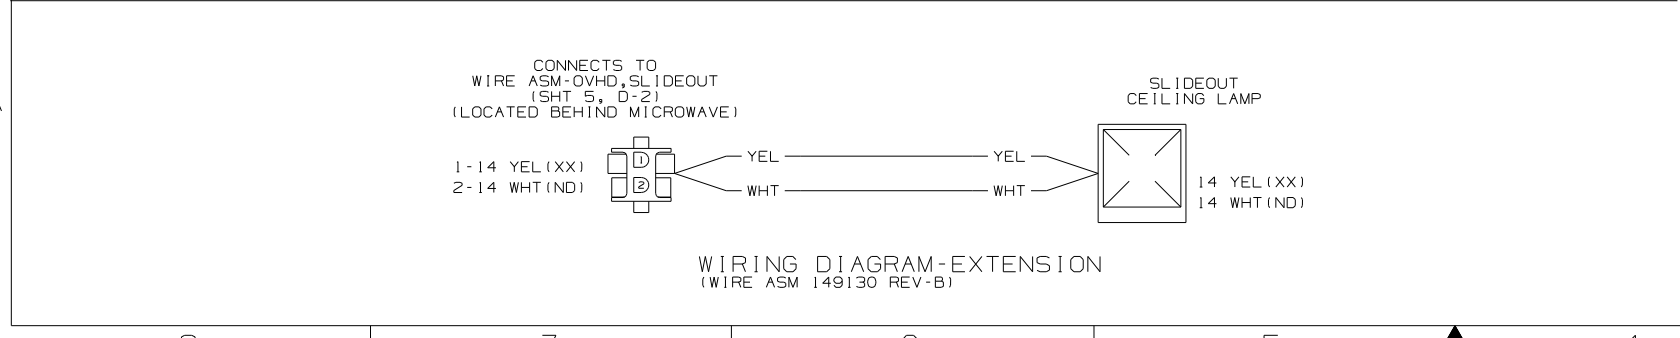 CONNECTS TO
WIRE ASM-OVHD,SLIDEOUT
(SHT 5, D-2)
(LOCATED BEHIND MICROWAVE)
SLIDEOUT
CEILING LAMP
1-14 YEL(XX)
2-14 WHT(ND)
1
2
YEL
YEL
WHT
WHT
14 YEL(XX)
14 WHT(ND)
WIRING DIAGRAM-EXTENSION
(WIRE ASM 149130 REV-B)